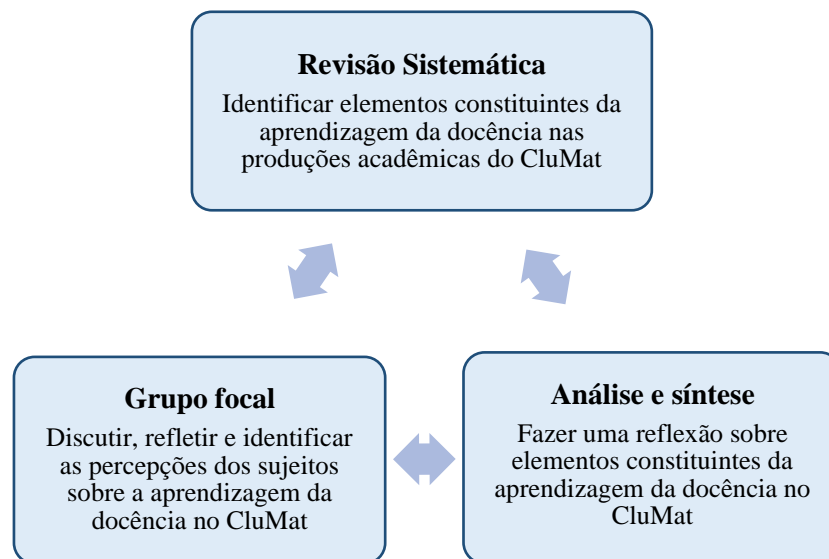 Revisão Sistemática
Identificar elementos constituintes da
aprendizagem da docência nas
produções acadêmicas do CluMat
Grupo focal
Discutir, refletir e identificar
as percepções dos sujeitos
sobre a aprendizagem da
docência no CluMat
Análise e síntese
Fazer uma reflexão sobre
elementos constituintes da
aprendizagem da docência no
CluMat